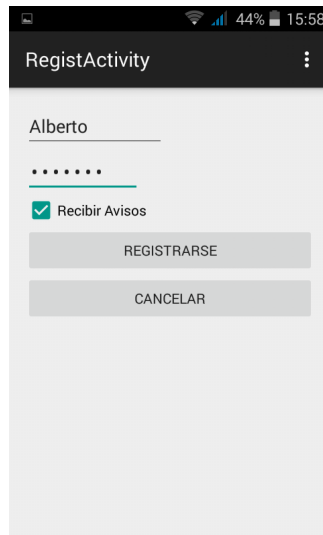 44% 15:58
RegistActivity
Alberto
•••••••
Recibir Avisos
REGISTRARSE
CANCELAR